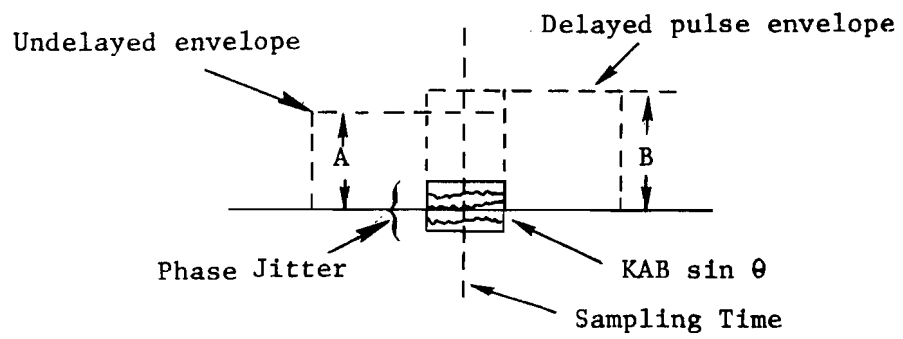 Delayed pulse envelope
Undelayed envelope
A
B
Phase Jitter
KAB sin θ
Sampling Time